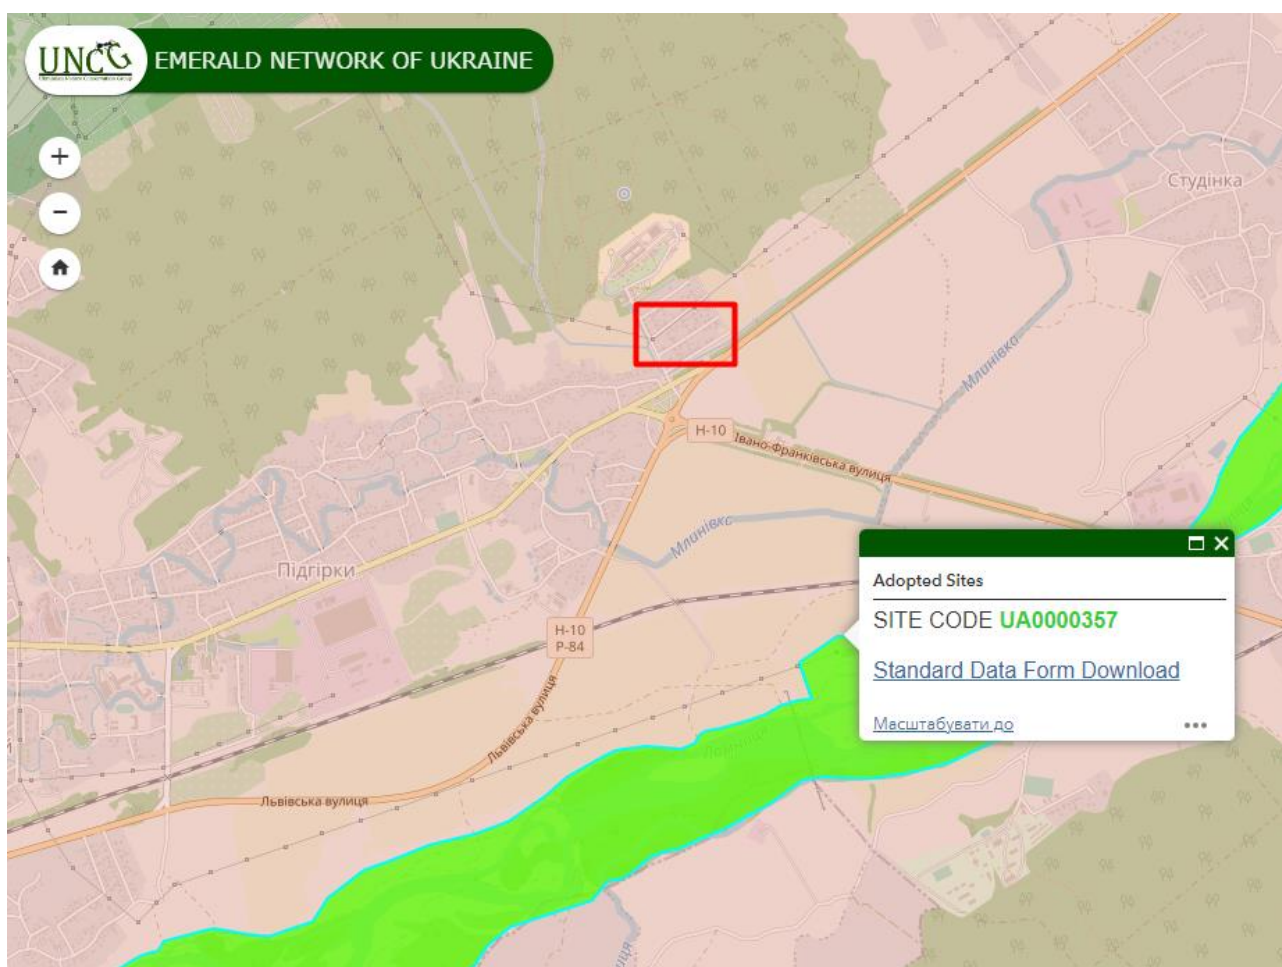 UNCG
EMERALD NETWORK OF UKRAINE
+
−
Студінка
Млинівка
H-10
Івано-Франківська вулиця
Млинівкс
Підгірки
Adopted Sites
SITE CODE UA0000357
H-10
P-84
Standard Data Form Download
Львівська вулиця
Масштабувати до
•••
Львівська вулиця